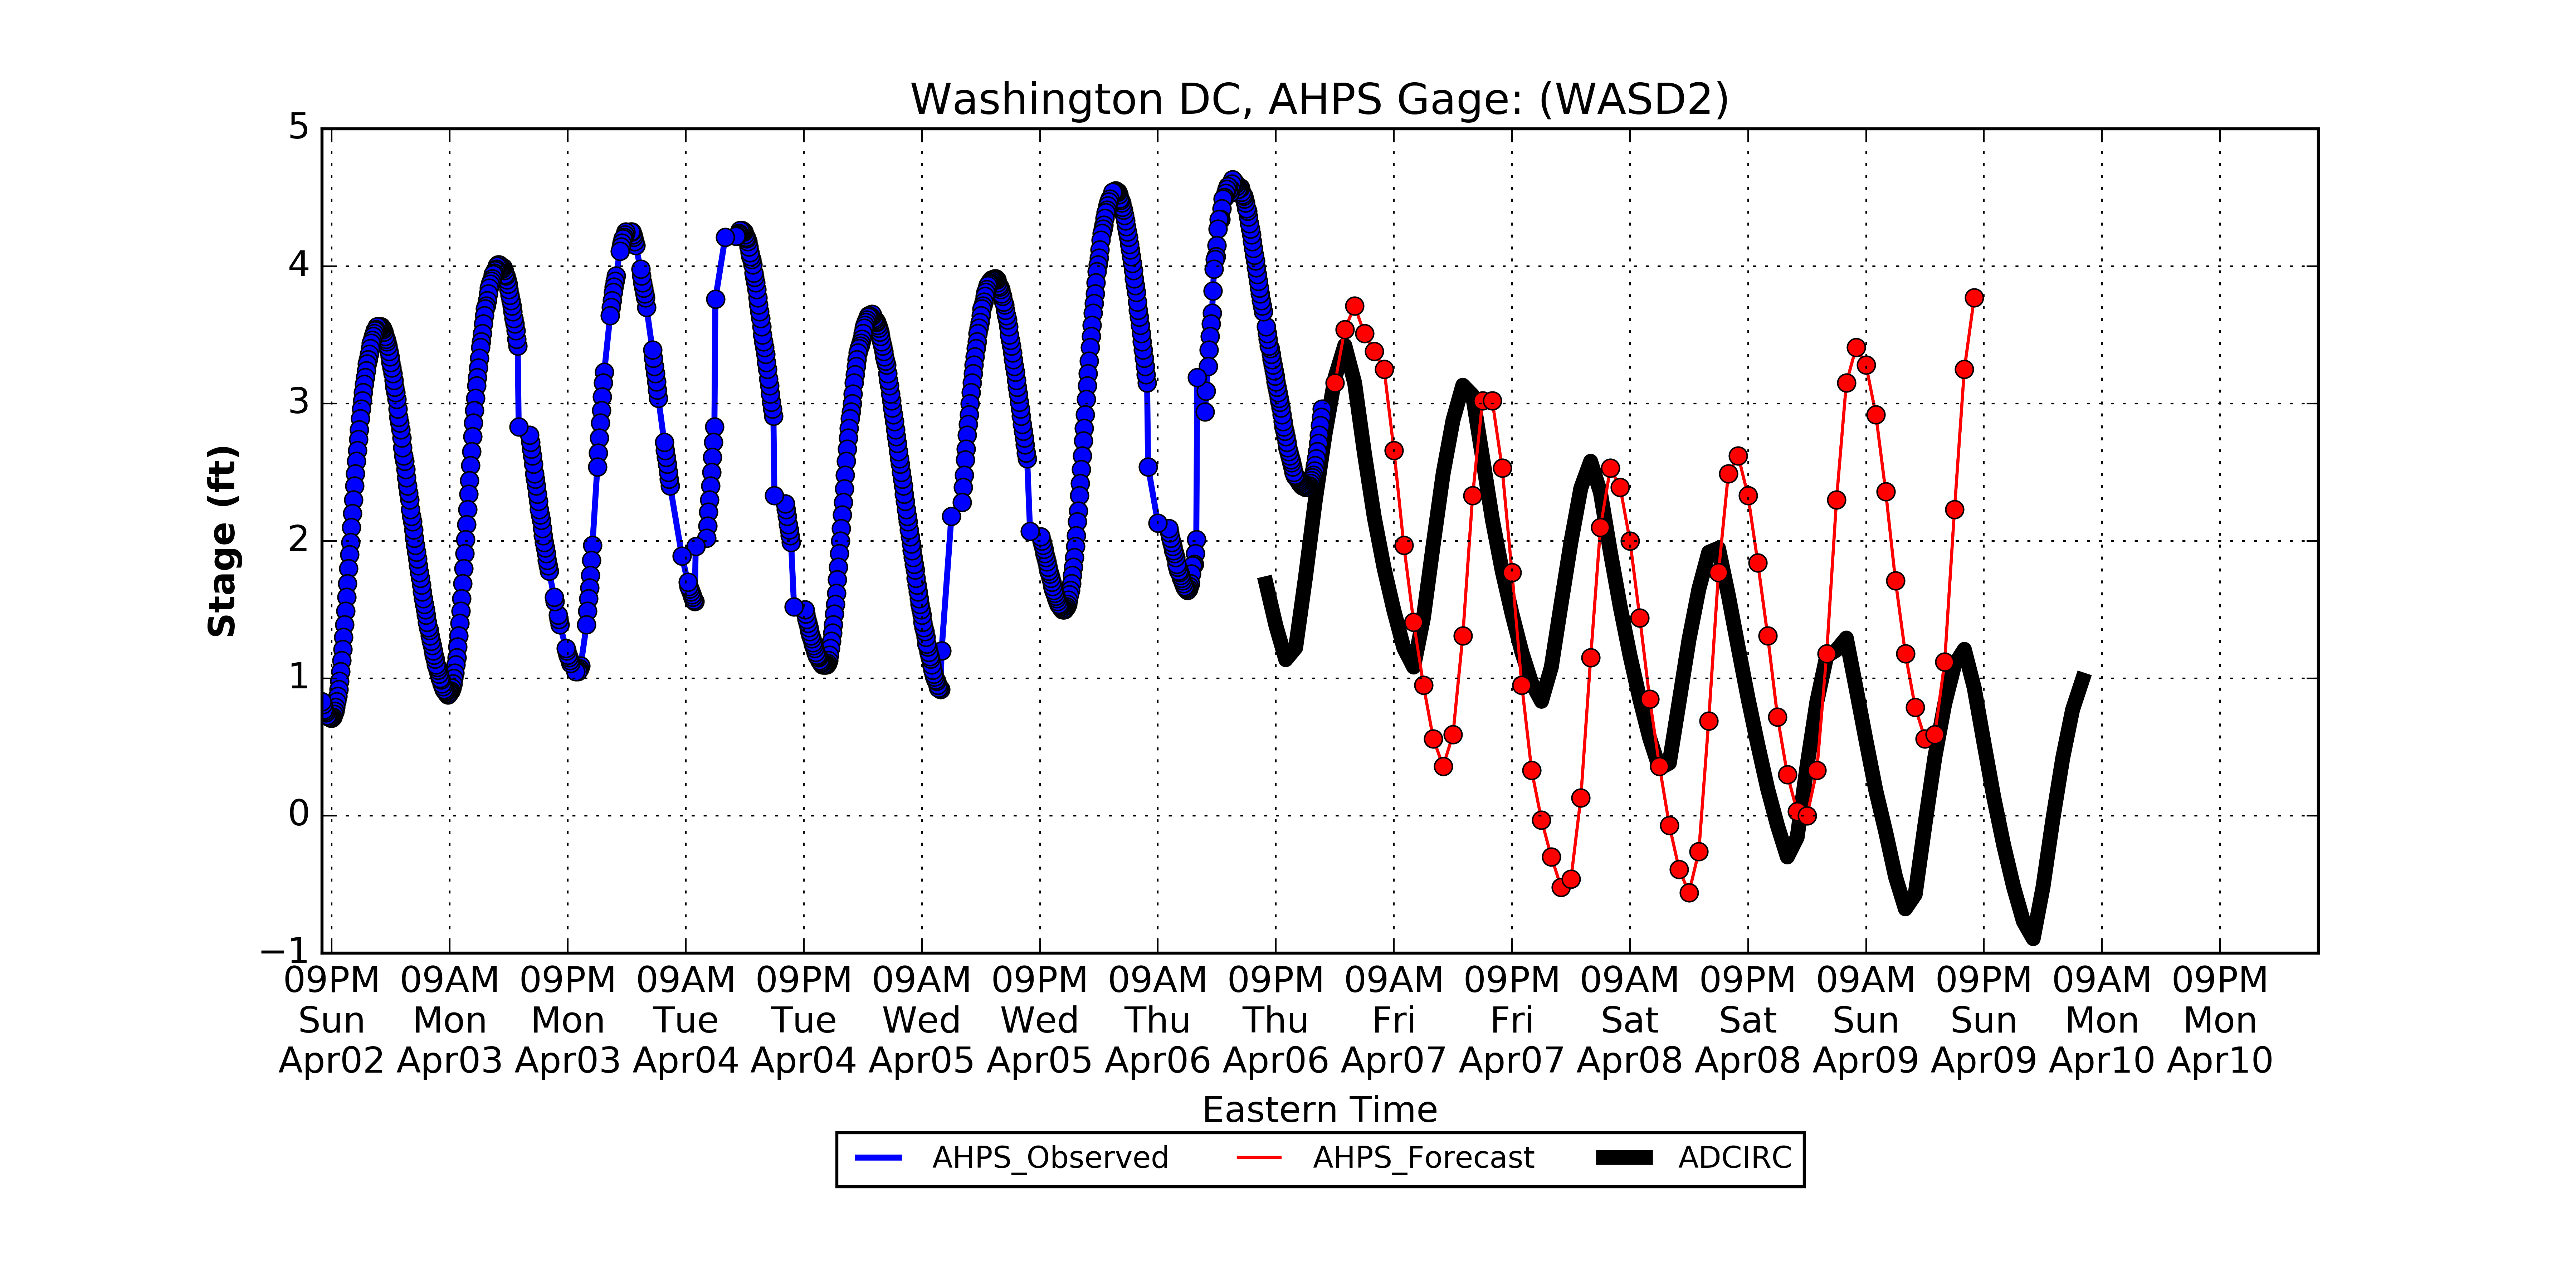 Washington DC, AHPS Gage: (WASD2)
5
4
3
2
1
0
−1
Stage (ft)
09PM 09AM 09PM 09AM 09PM 09AM 09PM 09AM 09PM 09AM 09PM 09AM 09PM 09AM 09PM 09AM 09PM
Sun Mon Mon Tue Tue Wed Wed Thu Thu Fri Fri Sat Sat Sun Sun Mon Mon
Apr02 Apr03 Apr03 Apr04 Apr04 Apr05 Apr05 Apr06 Apr06 Apr07 Apr07 Apr08 Apr08 Apr09 Apr09 Apr10 Apr10
Eastern Time
AHPS_Observed AHPS_Forecast ADCIRC